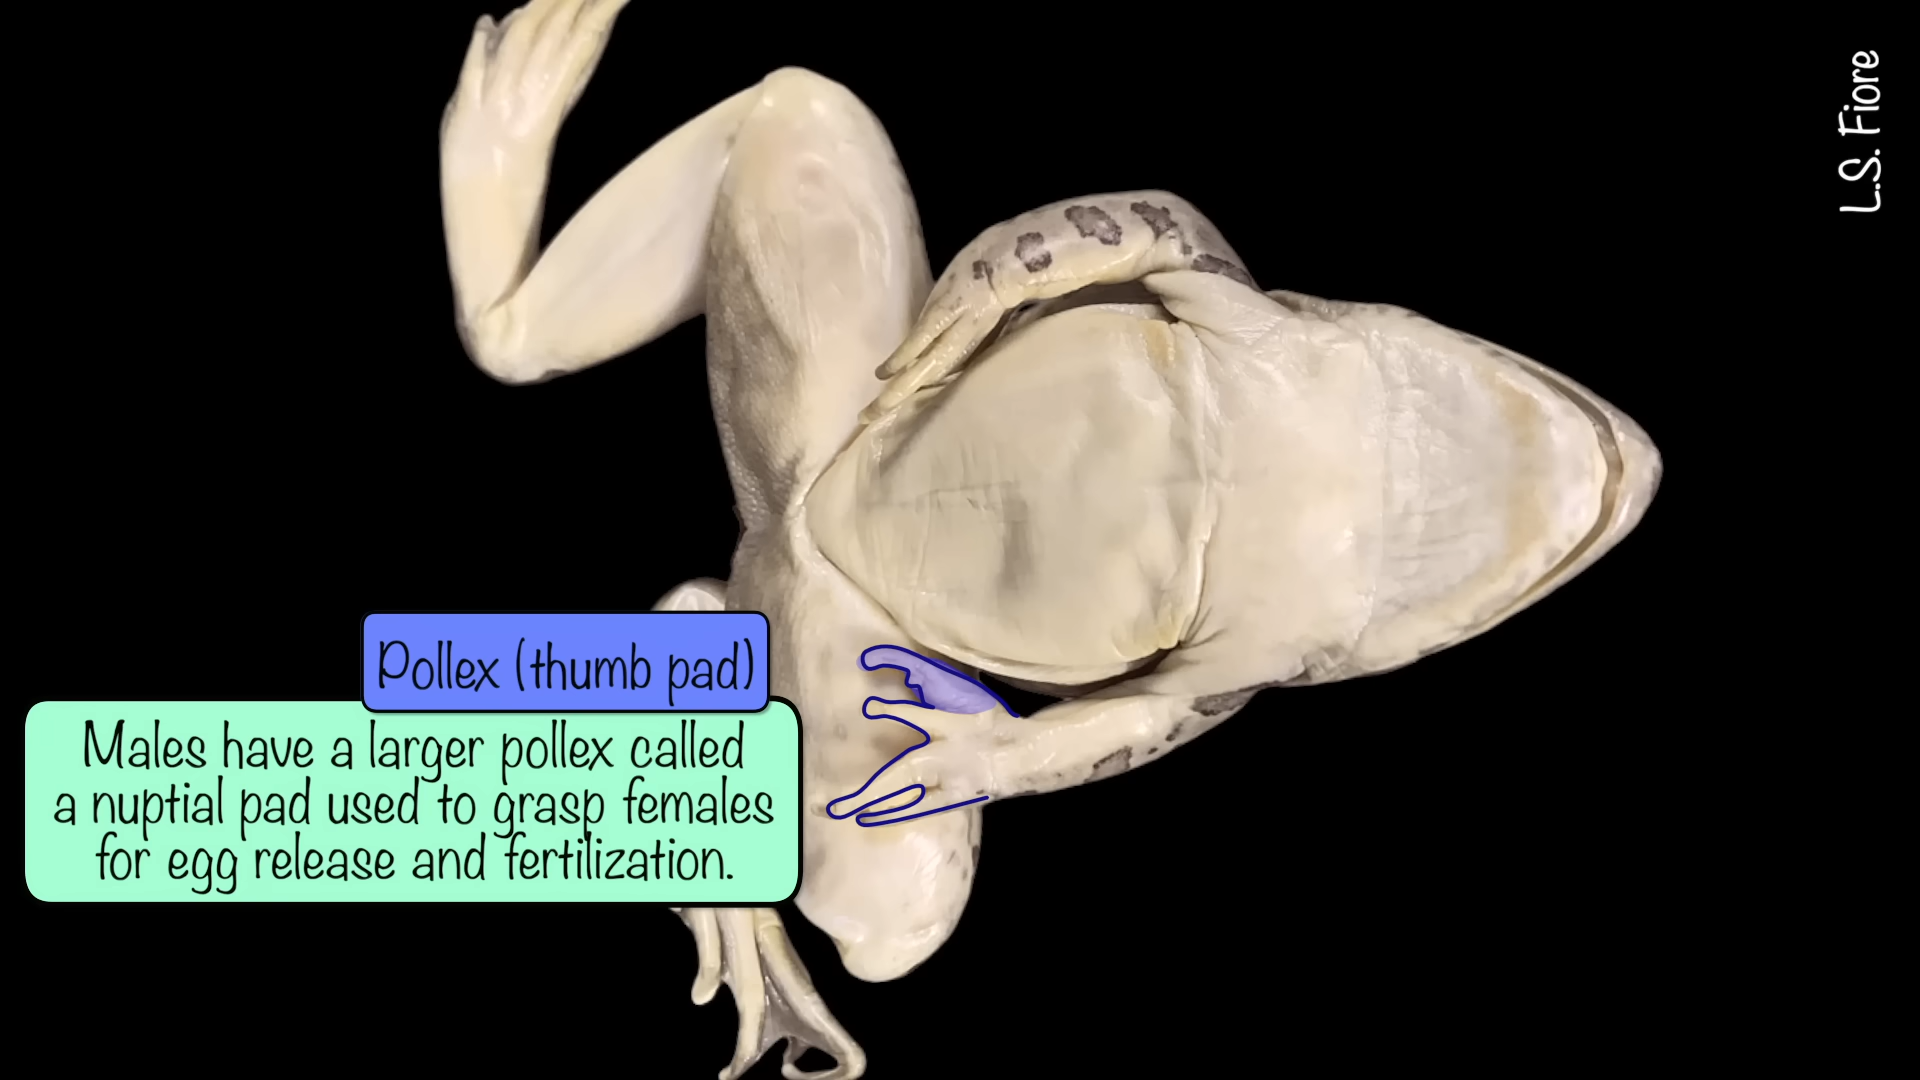 L.S. Fiore
Pollex (thumb pad)
Males have a larger pollex called
a nuptial pad used to grasp females
for egg release and fertilization.